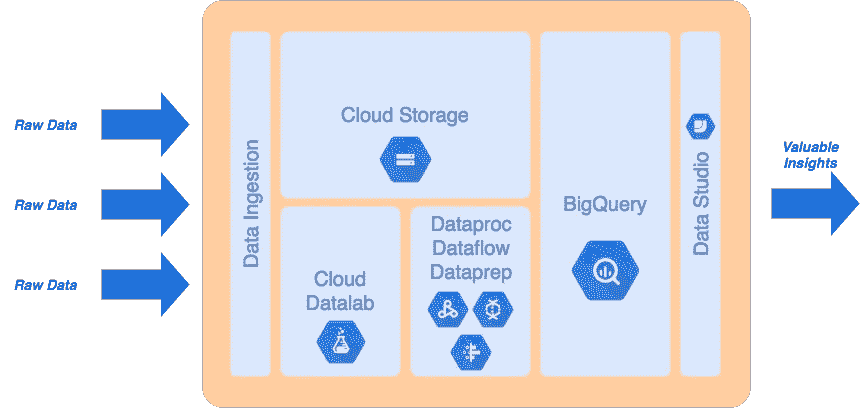 Raw Data
Raw Data
Raw Data
Data Ingestion
Cloud Storage
Cloud
Datalab
Dataproc
Dataflow
Dataprep
BigQuery
Data Studio
Valuable
Insights